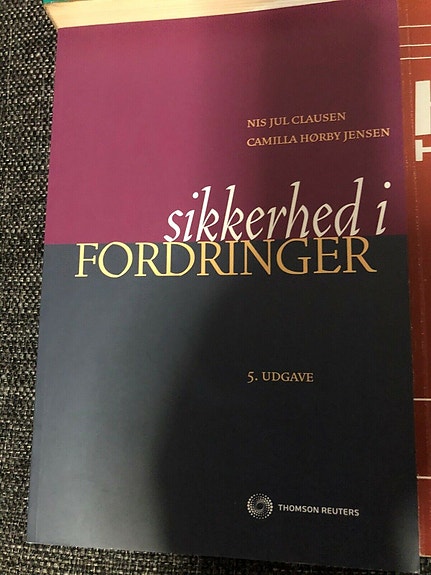 NIS JUL CLAUSEN
CAMILLA HØRBY JENSEN
sikkerhed i
FORDRINGER
5. UDGAVE
THOMSON REUTERS